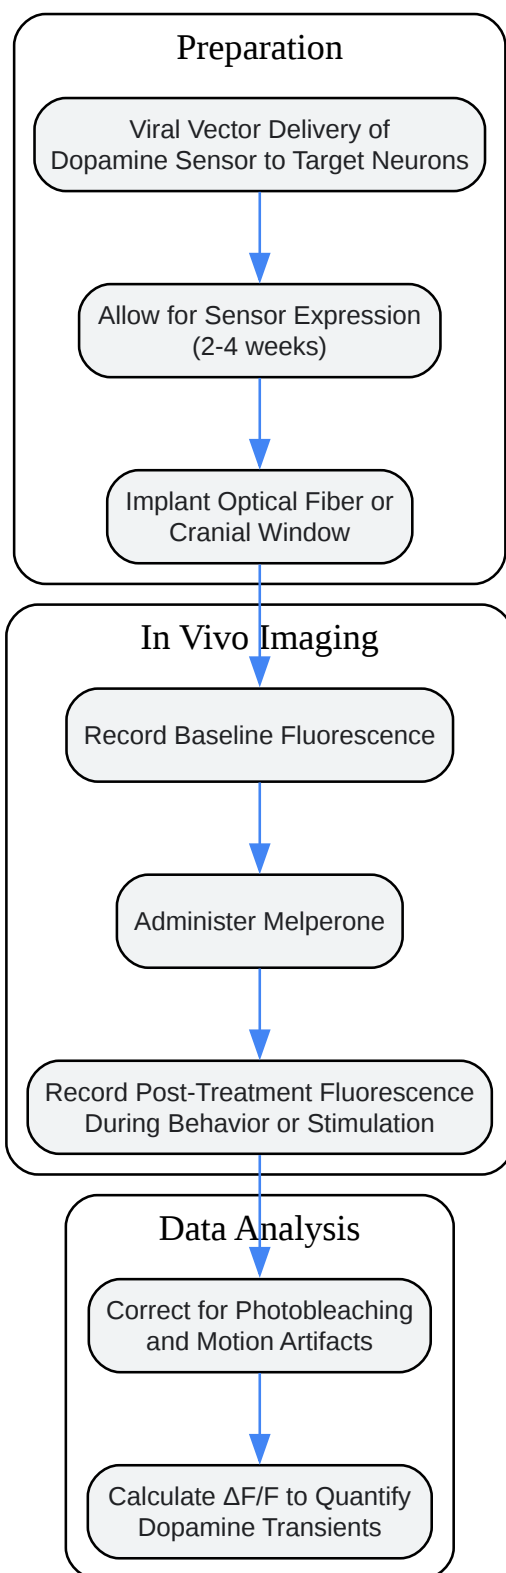 Preparation
Viral Vector Delivery of
Dopamine Sensor to Target Neurons
Allow for Sensor Expression
(2-4 weeks)
Implant Optical Fiber or
Cranial Window
In Vivo Imaging
Record Baseline Fluorescence
Administer Melperone
Record Post-Treatment Fluorescence
During Behavior or Stimulation
Data Analysis
Correct for Photobleaching
and Motion Artifacts
Calculate ΔF/F to Quantify
Dopamine Transients